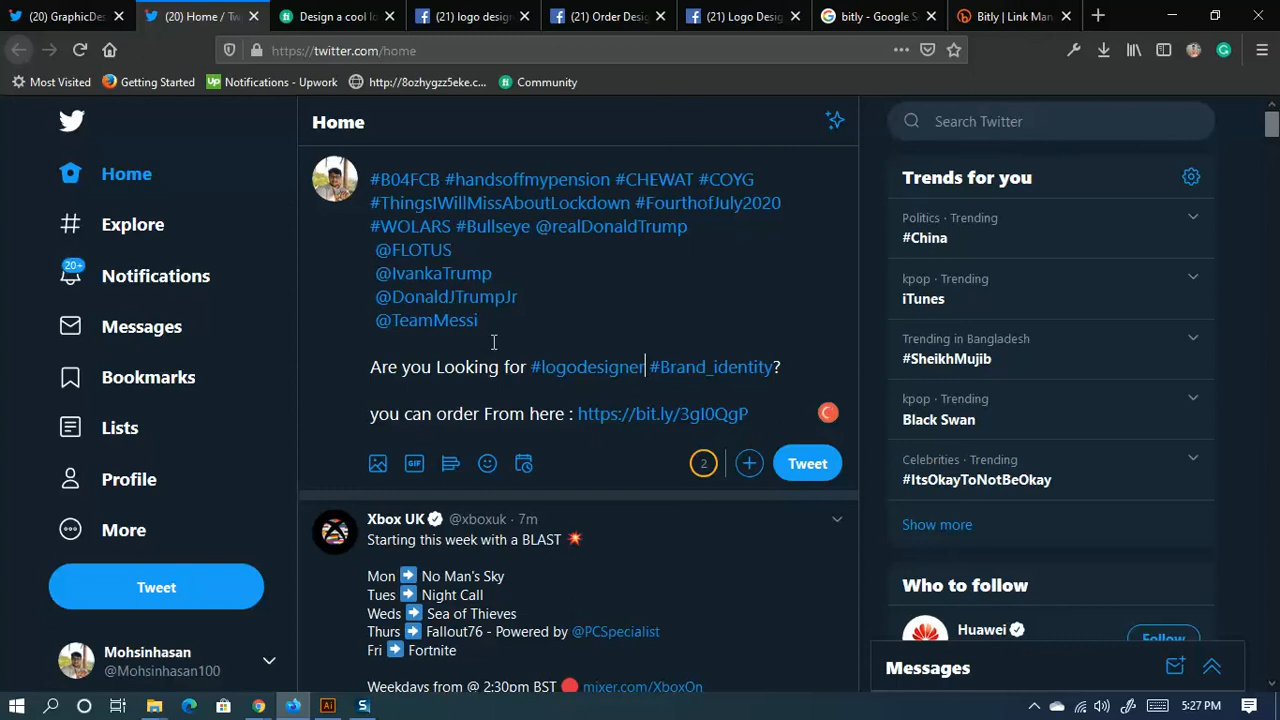 (20) GraphicDes
(20) Home / Tw
Design a cool lo
(21) logo design
(21) Order Desi
(21) Logo Desi
bitly - Google S
Bitly | Link Man
https://twitter.com/home
Most Visited
Getting Started
Notifications - Upwork
http://8ozhygzz5eke.c...
Community
Home
Explore
20+
Notifications
Messages
Bookmarks
Lists
Profile
More
Tweet
Mohsinhasan
@Mohsinhasan100
Home
#B04FCB #handsoffmypension #CHEWAT #COYG
#ThingsIWillMissAboutLockdown #FourthofJuly2020
#WOLARS #Bullseye @realDonaldTrump
@FLOTUS
@IvankaTrump
@DonaldJTrumpJr
@TeamMessi
Are you Looking for #logodesigner #Brand_identity?
you can order From here : https://bit.ly/3gI0QgP
GIF
2
Tweet
Xbox UK @xboxuk · 7m
Starting this week with a BLAST
Mon No Man's Sky
Tues Night Call
Weds Sea of Thieves
Thurs Fallout76 - Powered by @PCSpecialist
Fri Fortnite
Weekdays from @ 2:30pm BST mixer.com/XboxOn
Search Twitter
Trends for you
Politics · Trending
#China
kpop · Trending
iTunes
Trending in Bangladesh
#SheikhMujib
kpop · Trending
Black Swan
Celebrities · Trending
#ItsOkayToNotBeOkay
Show more
Who to follow
Huawei
Follow
Messages
5:27 PM